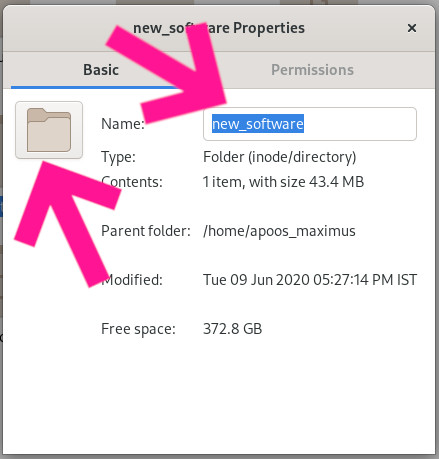 new_software Properties
Basic
Permissions
Name: new_software
Type: Folder (inode/directory)
Contents: 1 item, with size 43.4 MB
Parent folder: /home/apoos_maximus
Modified: Tue 09 Jun 2020 05:27:14 PM IST
Free space: 372.8 GB